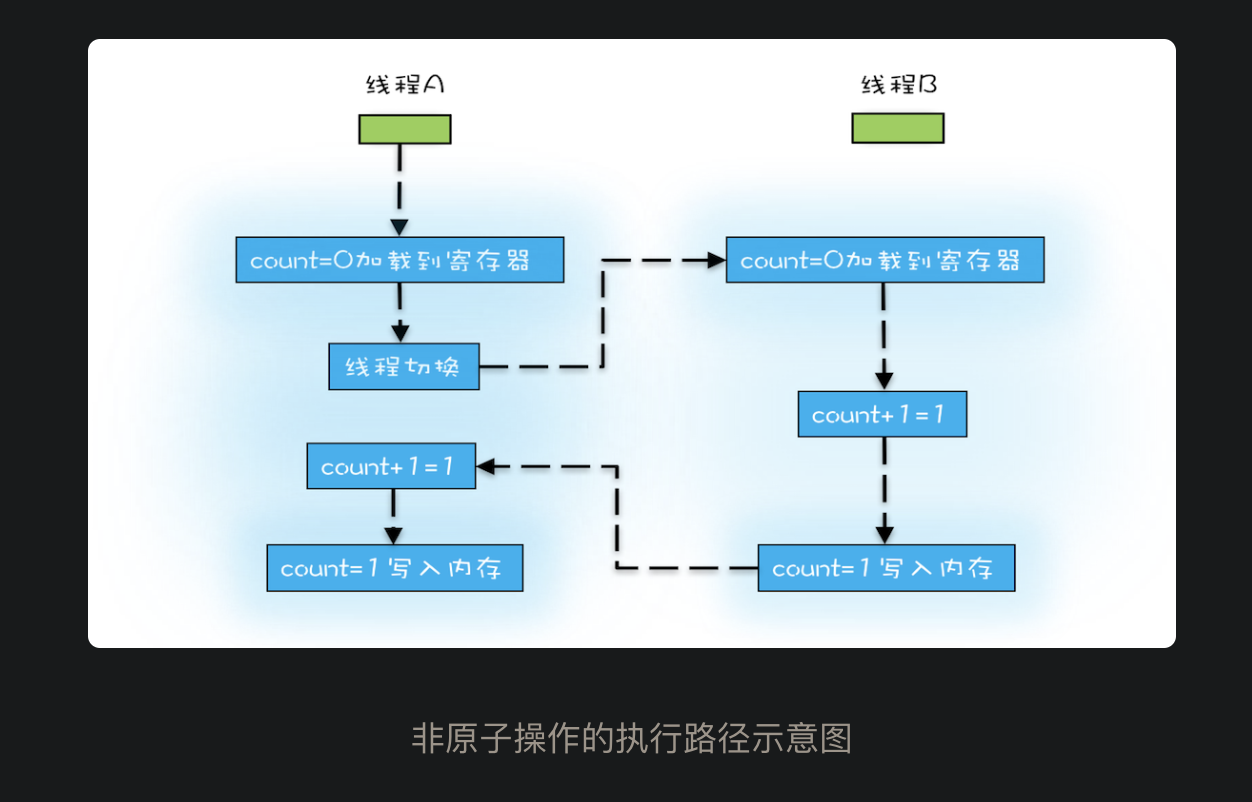 线程A
线程B
count=0加载到寄存器
count=0加载到寄存器
线程切换
count+1=1
count+1=1
count=1写入内存
count=1写入内存
非原子操作的执行路径示意图